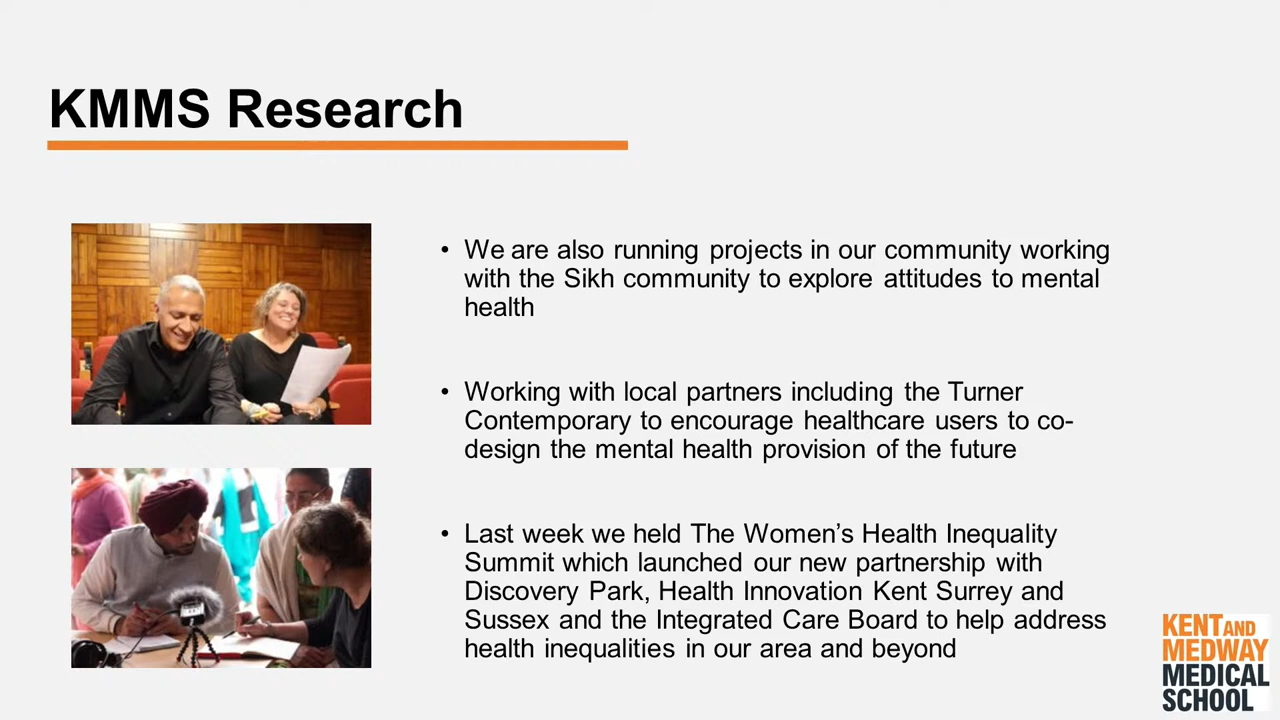 KMMS Research
• We are also running projects in our community working
with the Sikh community to explore attitudes to mental
health
• Working with local partners including the Turner
Contemporary to encourage healthcare users to co-
design the mental health provision of the future
• Last week we held The Women’s Health Inequality
Summit which launched our new partnership with
Discovery Park, Health Innovation Kent Surrey and
Sussex and the Integrated Care Board to help address
health inequalities in our area and beyond
KENT AND
MEDWAY
MEDICAL
SCHOOL